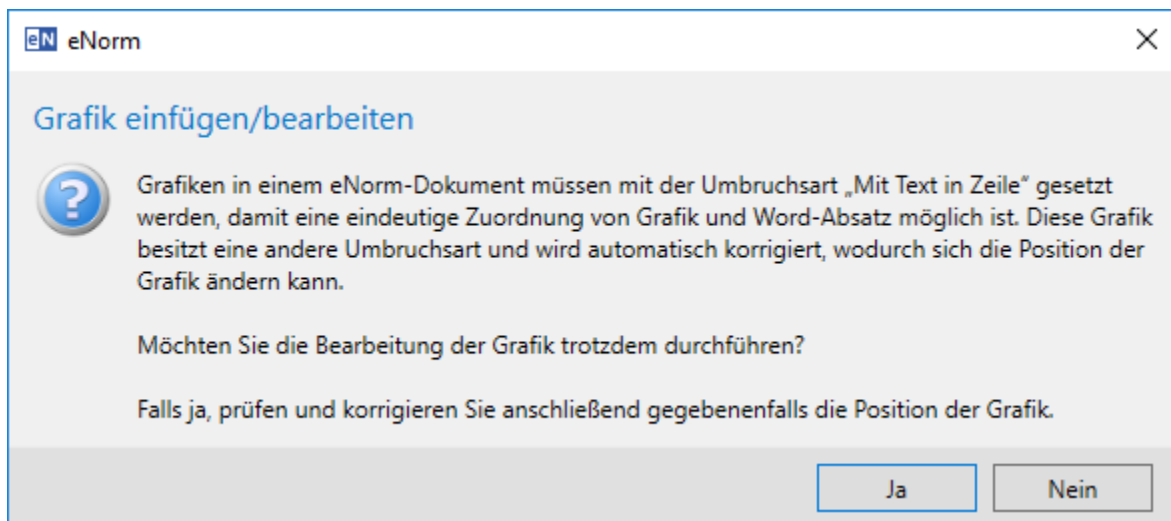 eN eNorm
Grafik einfügen/bearbeiten
Grafiken in einem eNorm-Dokument müssen mit der Umbruchsart „Mit Text in Zeile“ gesetzt
werden, damit eine eindeutige Zuordnung von Grafik und Word-Absatz möglich ist. Diese Grafik
besitzt eine andere Umbruchsart und wird automatisch korrigiert, wodurch sich die Position der
Grafik ändern kann.
Möchten Sie die Bearbeitung der Grafik trotzdem durchführen?
Falls ja, prüfen und korrigieren Sie anschließend gegebenenfalls die Position der Grafik.
Ja Nein